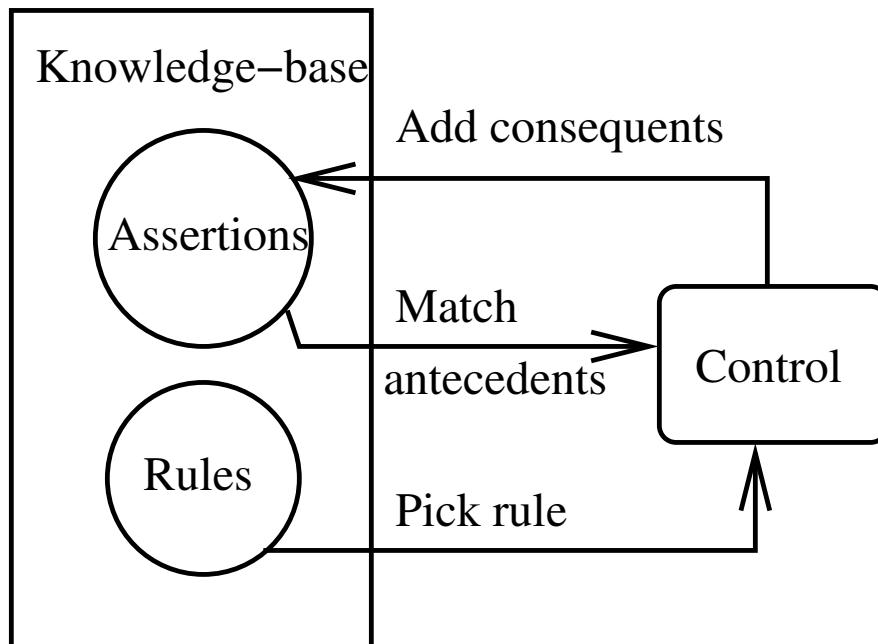 Knowledge−base
Add consequents
Assertions
Match
antecedents
Control
Rules
Pick rule